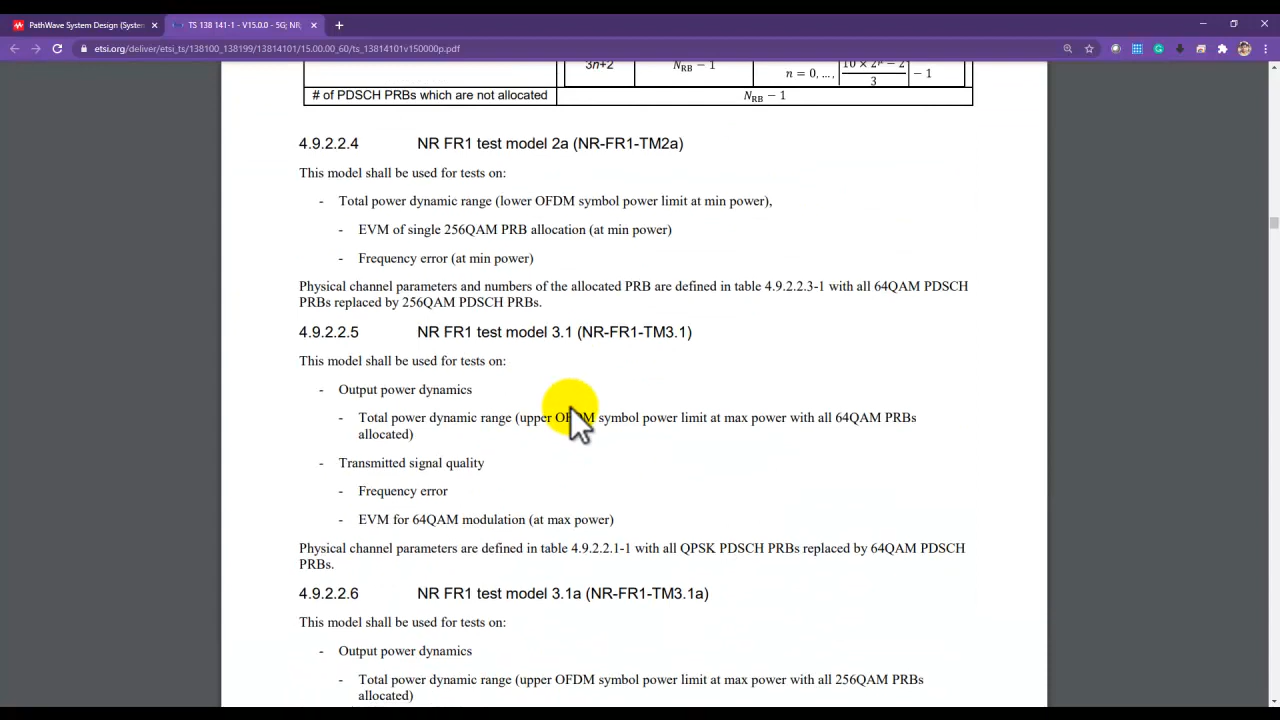 PathWave System Design (System
TS 138 141-1 - V15.0.0 - 5G; NR;
etsi.org/deliver/etsi_ts/138100_138199/13814101/15.00.00_60/ts_13814101v150000p.pdf
3n+2 N_RB − 1 n = 0, ..., 10 × 2^μ − 2 / 3 − 1
# of PDSCH PRBs which are not allocated N_RB − 1
4.9.2.2.4 NR FR1 test model 2a (NR-FR1-TM2a)
This model shall be used for tests on:
- Total power dynamic range (lower OFDM symbol power limit at min power),
- EVM of single 256QAM PRB allocation (at min power)
- Frequency error (at min power)
Physical channel parameters and numbers of the allocated PRB are defined in table 4.9.2.2.3-1 with all 64QAM PDSCH
PRBs replaced by 256QAM PDSCH PRBs.
4.9.2.2.5 NR FR1 test model 3.1 (NR-FR1-TM3.1)
This model shall be used for tests on:
- Output power dynamics
- Total power dynamic range (upper OFDM symbol power limit at max power with all 64QAM PRBs
allocated)
- Transmitted signal quality
- Frequency error
- EVM for 64QAM modulation (at max power)
Physical channel parameters are defined in table 4.9.2.2.1-1 with all QPSK PDSCH PRBs replaced by 64QAM PDSCH
PRBs.
4.9.2.2.6 NR FR1 test model 3.1a (NR-FR1-TM3.1a)
This model shall be used for tests on:
- Output power dynamics
- Total power dynamic range (upper OFDM symbol power limit at max power with all 256QAM PRBs
allocated)